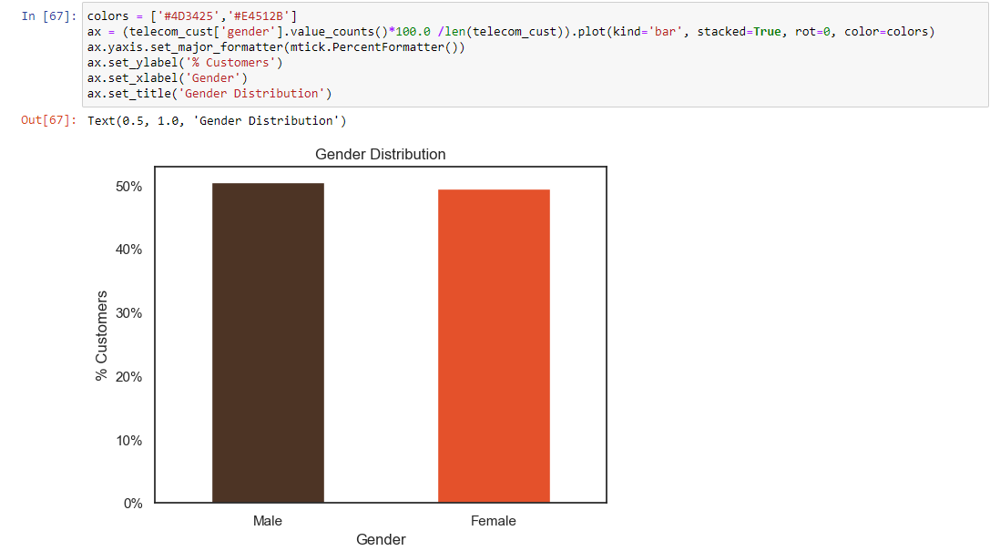 In [67]: colors = ['#4D3425','#E4512B']
ax = (telecom_cust['gender'].value_counts()*100.0 /len(telecom_cust)).plot(kind='bar', stacked=True, rot=0, color=colors)
ax.yaxis.set_major_formatter(mtick.PercentFormatter())
ax.set_ylabel('% Customers')
ax.set_xlabel('Gender')
ax.set_title('Gender Distribution')
Out[67]: Text(0.5, 1.0, 'Gender Distribution')
Gender Distribution
50%
40%
30%
20%
10%
0%
% Customers
Male Female
Gender